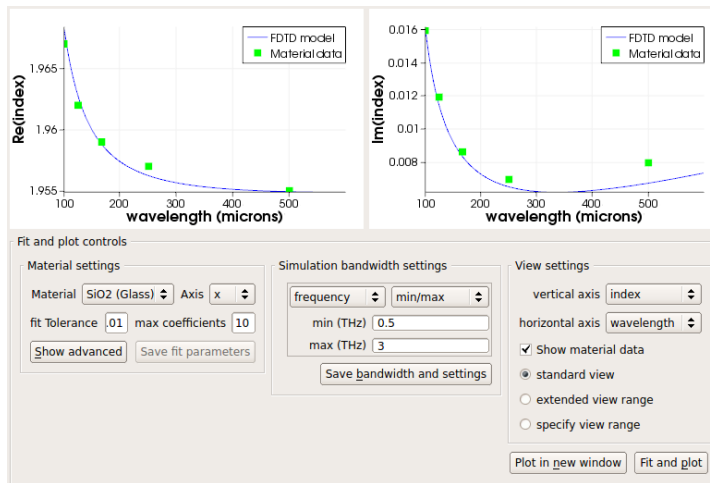 FDTD model
Material data
Re(index)
1.965
1.96
1.955
100 200 300 400 500
wavelength (microns)
FDTD model
Material data
Im(index)
0.016
0.014
0.012
0.01
0.008
100 200 300 400 500
wavelength (microns)
Fit and plot controls
Material settings
Material SiO2 (Glass) Axis x
fit Tolerance .01 max coefficients 10
Show advanced Save fit parameters
Simulation bandwidth settings
frequency min/max
min (THz) 0.5
max (THz) 3
Save bandwidth and settings
View settings
vertical axis index
horizontal axis wavelength
Show material data
standard view
extended view range
specify view range
Plot in new window Fit and plot